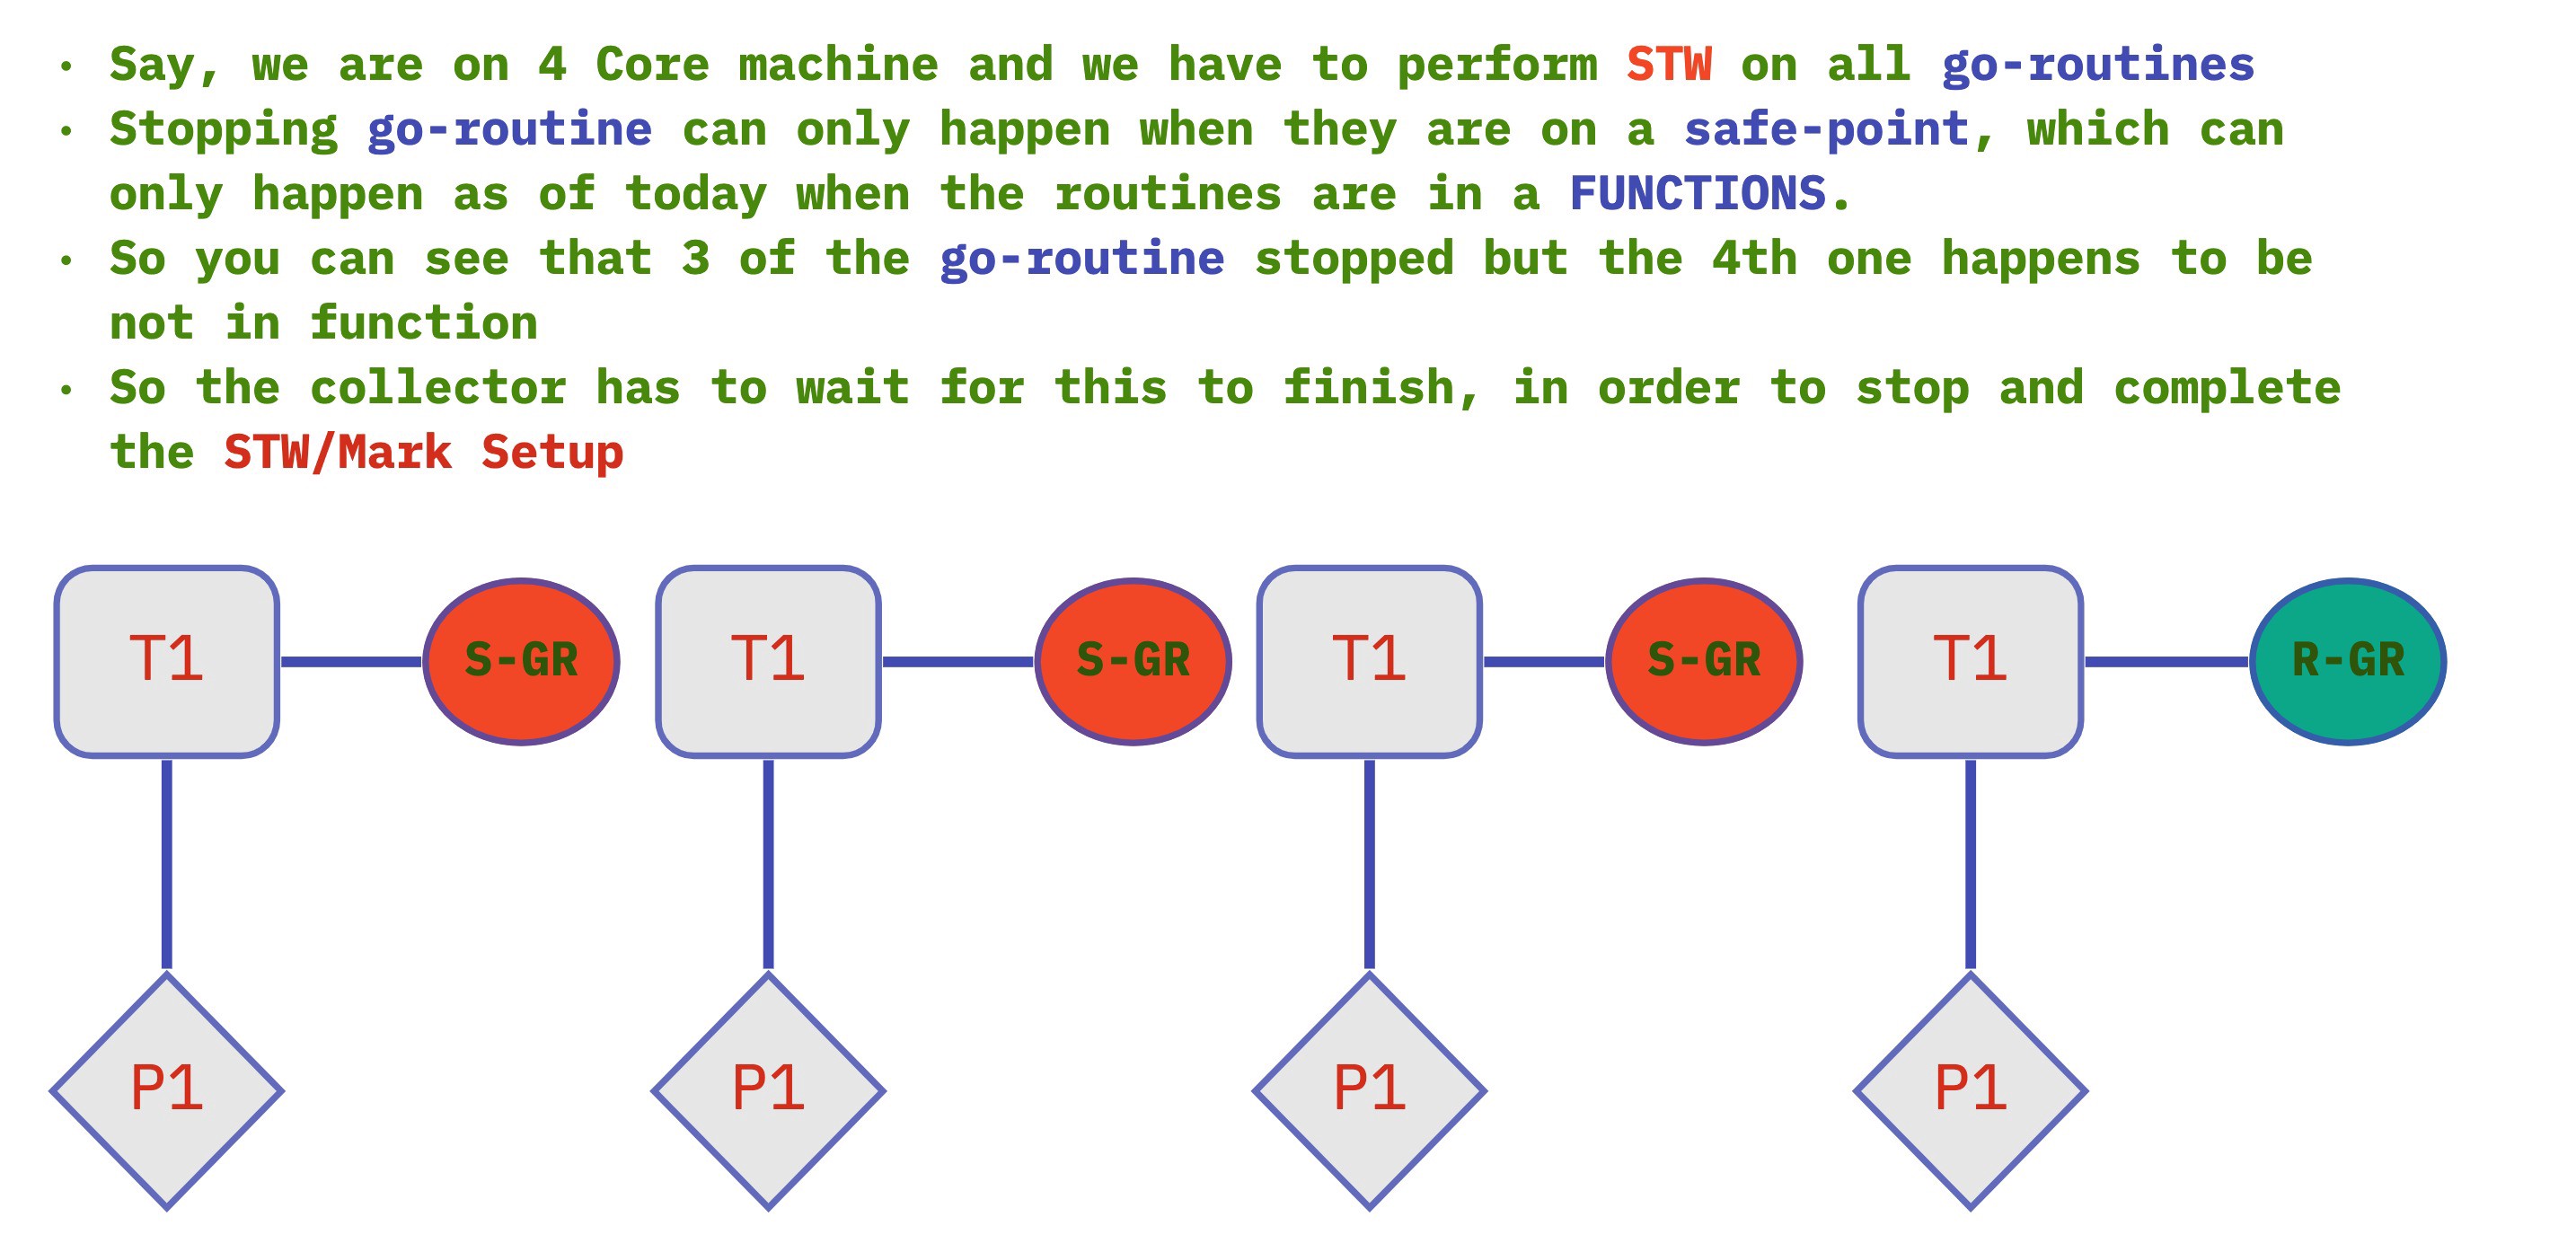 · Say, we are on 4 Core machine and we have to perform STW on all go-routines
· Stopping go-routine can only happen when they are on a safe-point, which can
only happen as of today when the routines are in a FUNCTIONS.
· So you can see that 3 of the go-routine stopped but the 4th one happens to be
not in function
· So the collector has to wait for this to finish, in order to stop and complete
the STW/Mark Setup
T1 S-GR T1 S-GR T1 S-GR T1 R-GR
P1 P1 P1 P1